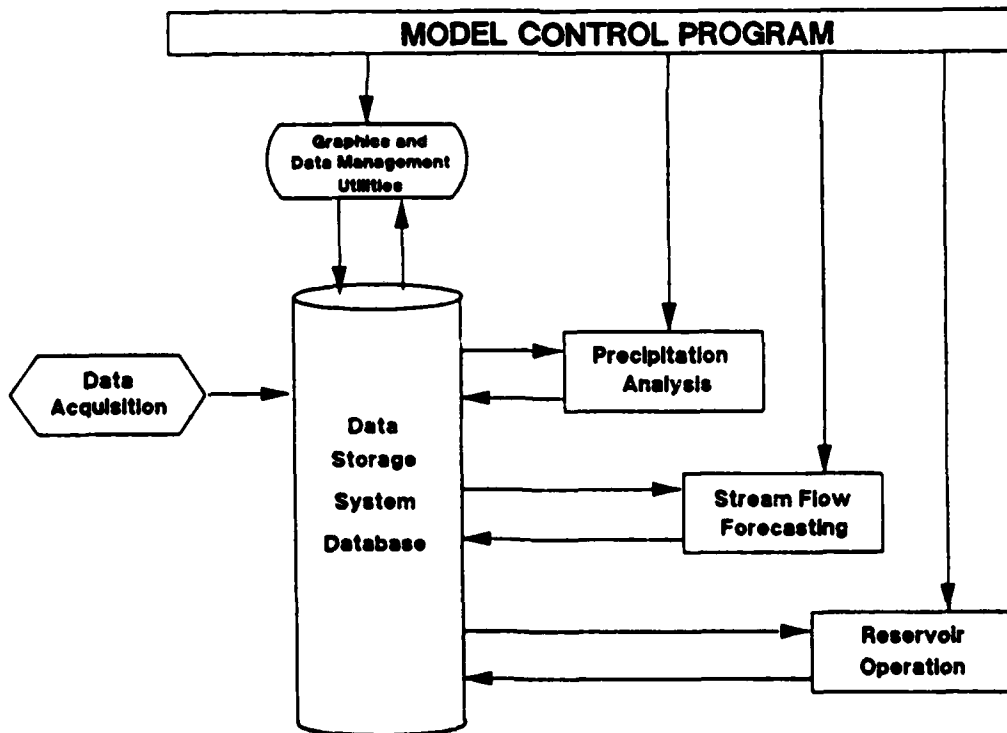 MODEL CONTROL PROGRAM
Graphics and
Data Management
Utilities
Precipitation
Analysis
Data
Acquisition
Data
Storage
System
Database
Stream Flow
Forecasting
Reservoir
Operation